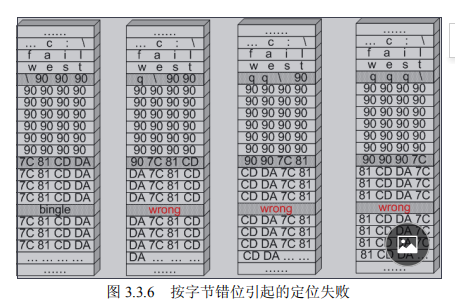 ......
... c : \
f a i l
w e s t
\ 90 90 90
90 90 90 90
90 90 90 90
90 90 90 90
90 90 90 90
90 90 90 90
90 90 90 90
7C 81 CD DA
7C 81 CD DA
7C 81 CD DA
7C 81 CD DA
bingle
7C 81 CD DA
7C 81 CD DA
7C 81 CD DA
... ... ... ...
......
......
... c : \
f a i l
w e s t
q \ 90 90
90 90 90 90
90 90 90 90
90 90 90 90
90 90 90 90
90 90 90 90
90 90 90 90
90 7C 81 CD
DA 7C 81 CD
DA 7C 81 CD
DA 7C 81 CD
wrong
DA 7C 81 CD
DA 7C 81 CD
DA 7C 81 CD
DA ... ... ...
......
......
... c : \
f a i l
w e s t
q q \ 90
90 90 90 90
90 90 90 90
90 90 90 90
90 90 90 90
90 90 90 90
90 90 90 90
90 90 7C 81
CD DA 7C 81
CD DA 7C 81
CD DA 7C 81
wrong
CD DA 7C 81
CD DA 7C 81
CD DA 7C 81
CD DA ... ...
......
......
... c : \
f a i l
w e s t
q q q \
90 90 90 90
90 90 90 90
90 90 90 90
90 90 90 90
90 90 90 90
90 90 90 90
90 90 90 7C
81 CD DA 7C
81 CD DA 7C
81 CD DA 7C
wrong
81 CD DA 7C
81 CD DA 7C
81 CD DA 7C
81 CD DA ...
......
图 3.3.6 按字节错位引起的定位失败